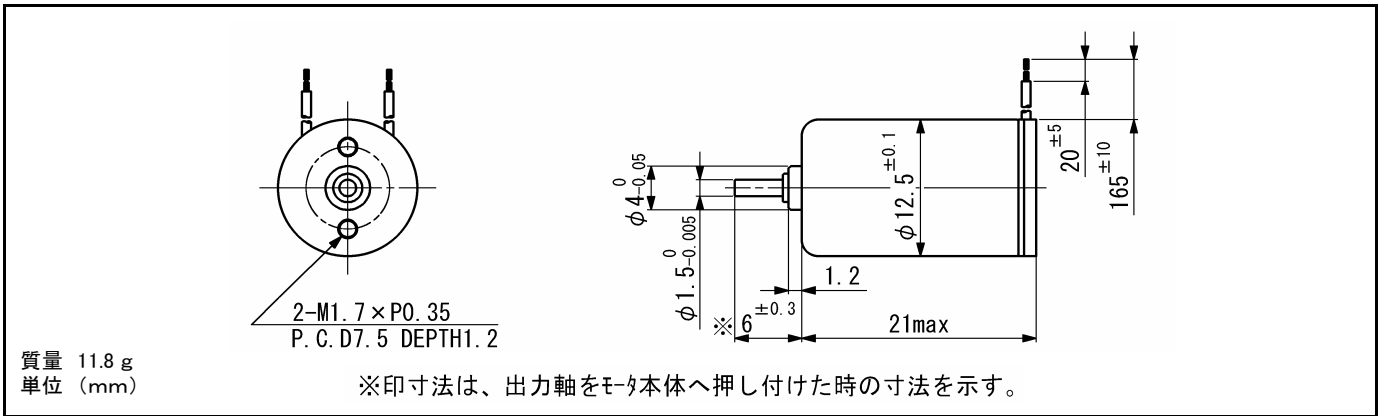 2-M1.7×P0.35
P.C.D7.5 DEPTH1.2
φ4 0 -0.05
φ1.5 0 -0.005
※6 ±0.3
1.2
21max
φ12.5 ±0.1
20 ±5
165 ±10
質量 11.8 g
単位 (mm)
※印寸法は、出力軸をﾓｰﾀ本体へ押し付けた時の寸法を示す。